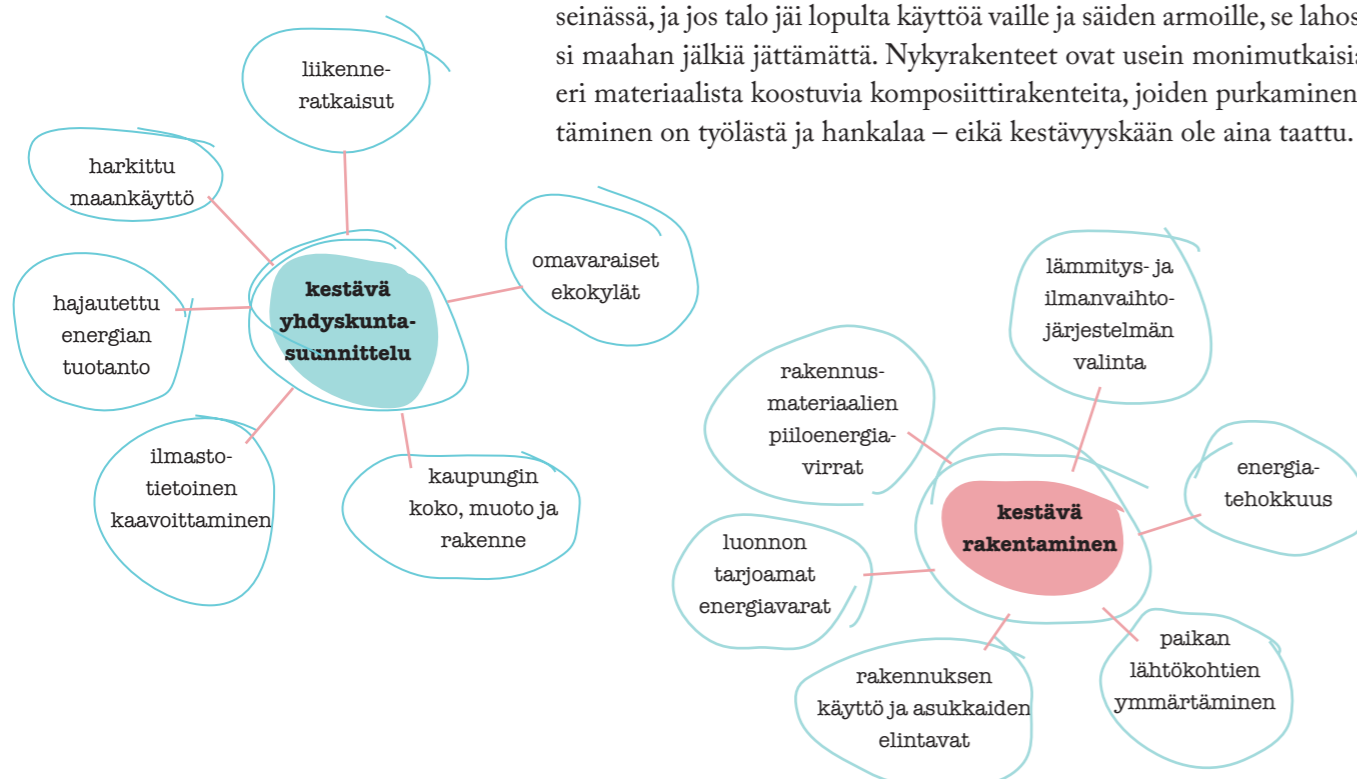 seinässä, ja jos talo jäi lopulta käyttöä vaille ja säiden armoille, se lahos
si maahan jälkiä jättämättä. Nykyrakenteet ovat usein monimutkaisia
eri materiaalista koostuvia komposiittirakenteita, joiden purkaminen
täminen on työlästä ja hankalaa – eikä kestävyyskään ole aina taattu.
liikenne-
ratkaisut
harkittu
maankäyttö
omavaraiset
ekokylät
kestävä
yhdyskunta-
suunnittelu
hajautettu
energian
tuotanto
ilmasto-
tietoinen
kaavoittaminen
kaupungin
koko, muoto ja
rakenne
lämmitys- ja
ilmanvaihto-
järjestelmän
valinta
rakennus-
materiaalien
piiloenergia-
virrat
energia-
tehokkuus
kestävä
rakentaminen
luonnon
tarjoamat
energiavarat
paikan
lähtökohtien
ymmärtäminen
rakennuksen
käyttö ja asukkaiden
elintavat